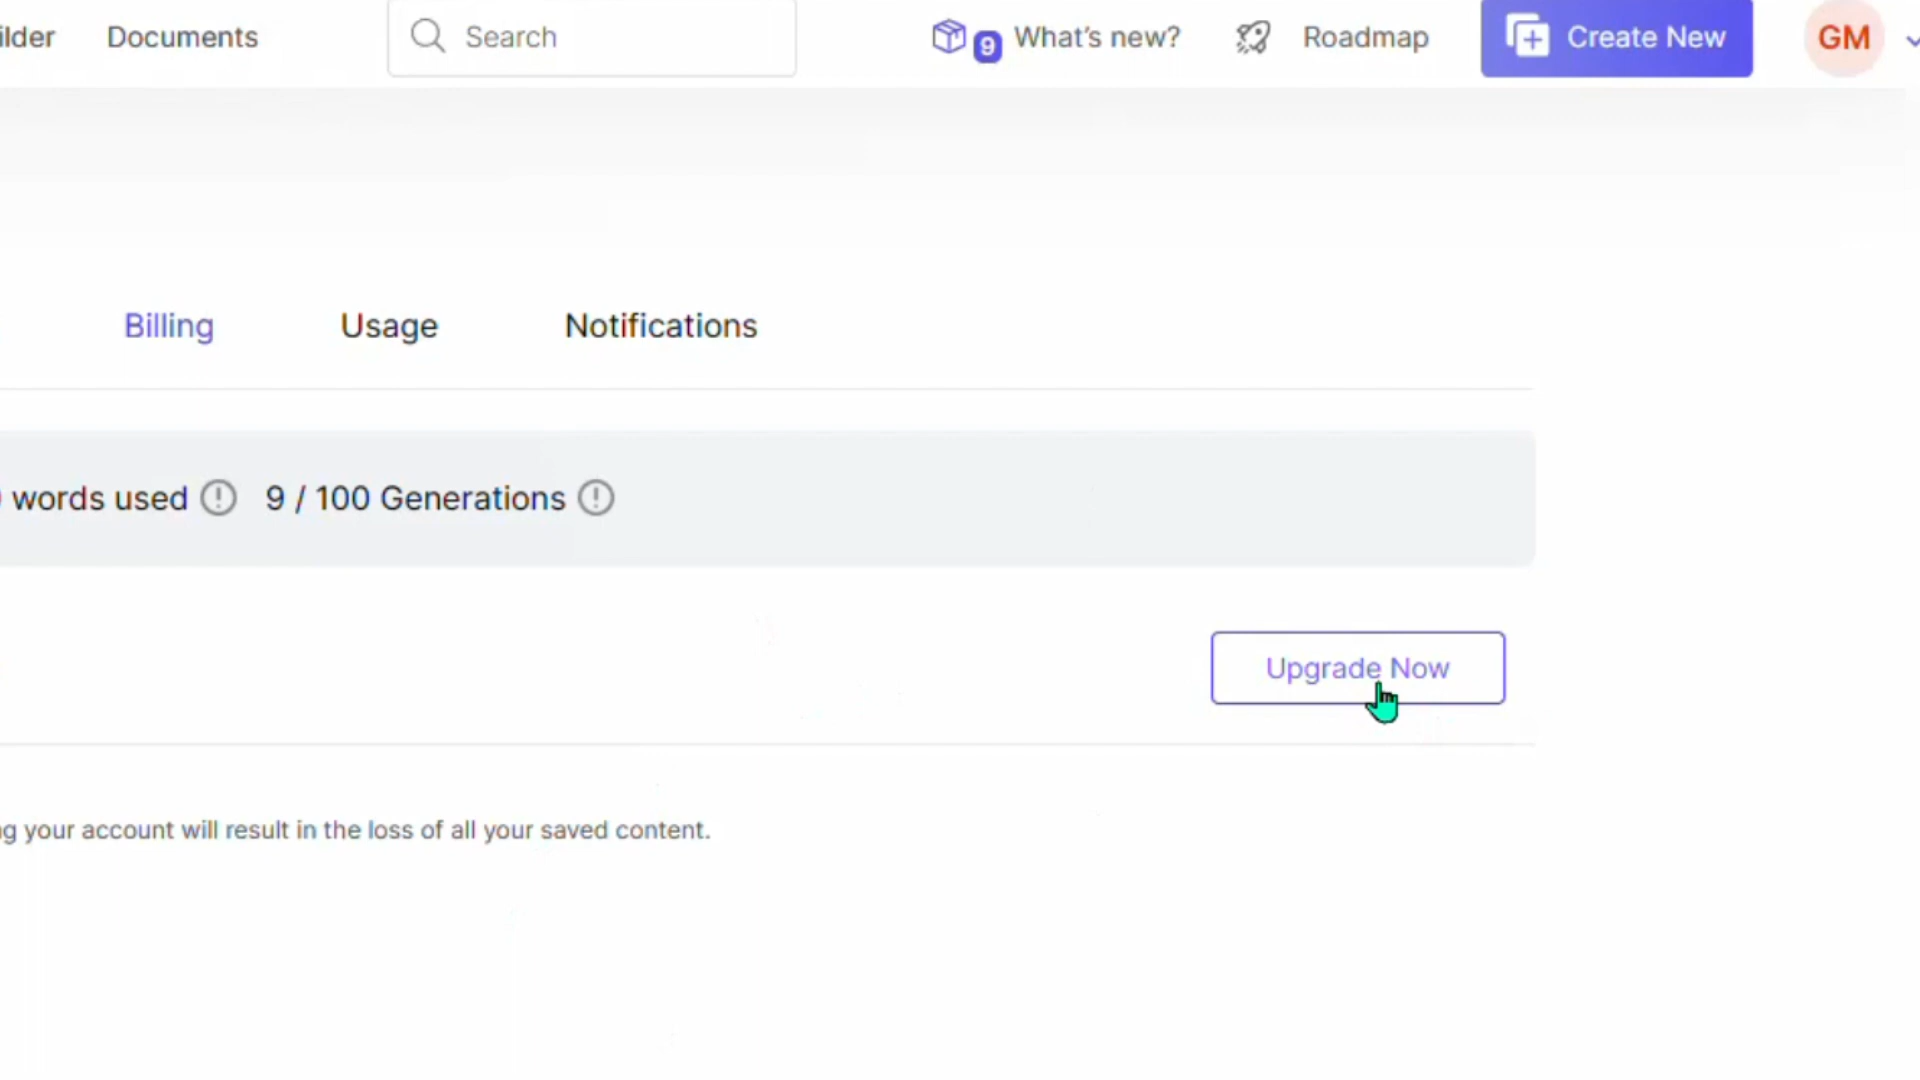 Documents Search 9 What's new? Roadmap Create New GM
Billing Usage Notifications
words used 9 / 100 Generations
Upgrade Now
your account will result in the loss of all your saved content.